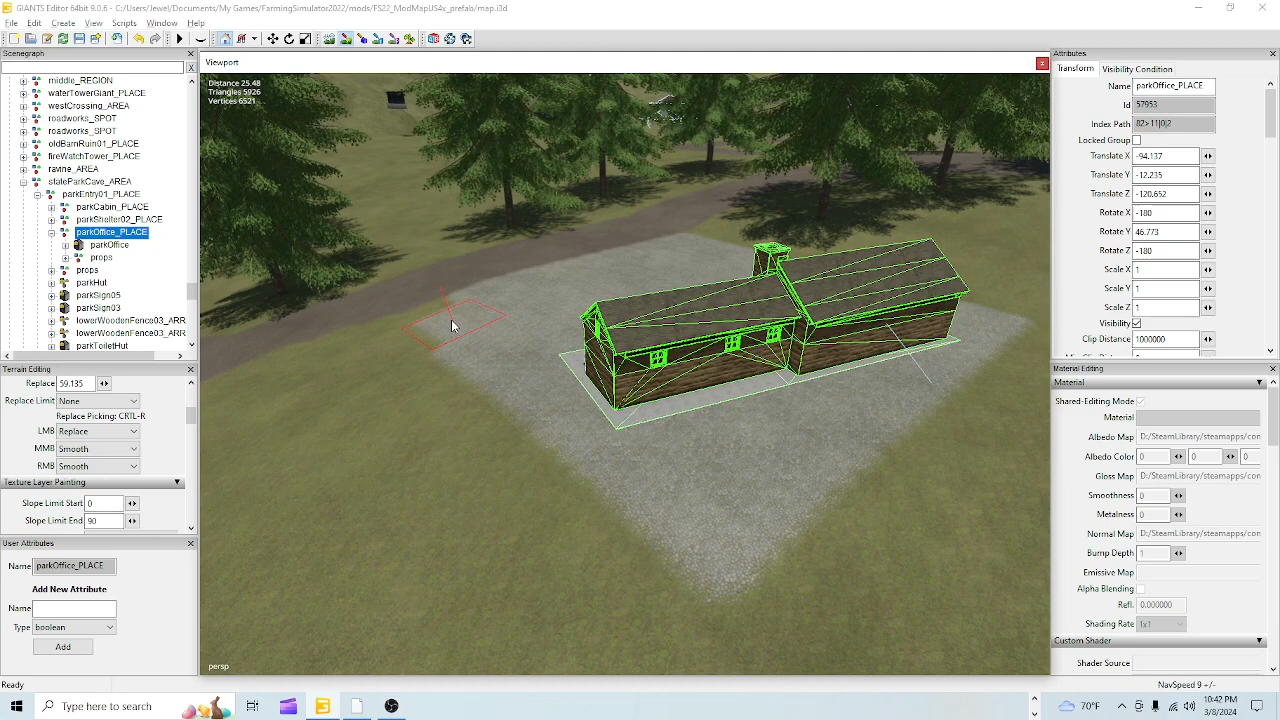 GIANTS Editor 64bit 9.0.6 - C:/Users/Jewel/Documents/My Games/FarmingSimulator2022/mods/FS22_ModMapUS4x_prefab/map.i3d
File Edit Create View Scripts Window Help
Scenegraph
X
middle_REGION
waterTowerGiant_PLACE
westCrossing_AREA
roadworks_SPOT
roadworks_SPOT
oldBarnRuin01_PLACE
fireWatchTower_PLACE
ravine_AREA
stateParkCave_AREA
parkEntry01_PLACE
parkCabin_PLACE
parkShelter02_PLACE
parkOffice_PLACE
parkOffice
props
props
parkHut
parkSign05
parkSign03
lowerWoodenFence03_ARR
lowerWoodenFence03_ARR
parkToiletHut
Terrain Editing
Replace 59.135
Replace Limit None
Replace Picking: CRTL-R
LMB Replace
MMB Smooth
RMB Smooth
Texture Layer Painting
Slope Limit Start 0
Slope Limit End 90
User Attributes
Name parkOffice_PLACE
Add New Attribute
Name
Type boolean
Add
Ready
Viewport
Distance 25.48
Triangles 5926
Vertices 6521
persp
Attributes
Transform Visibility Condition
Name parkOffice_PLACE
Id 57953
Index Path 82>11|0|2
Locked Group
Translate X -94.137
Translate Y -12.235
Translate Z -120.652
Rotate X -180
Rotate Y 46.773
Rotate Z -180
Scale X 1
Scale Y 1
Scale Z 1
Visibility
Clip Distance 1000000
Material Editing
Material
Shared-Editing Mode
Material
Albedo Map D:/SteamLibrary/steamapps/con
Albedo Color 0 0 0
Gloss Map D:/SteamLibrary/steamapps/con
Smoothness 0
Metalness 0
Normal Map D:/SteamLibrary/steamapps/con
Bump Depth 1
Emissive Map
Alpha Blending
Refl. 0.000000
Shading Rate 1x1
Custom Shader
Shader Source
NavSpeed 9 +/-
Type here to search
70°F
10:42 PM
3/8/2024